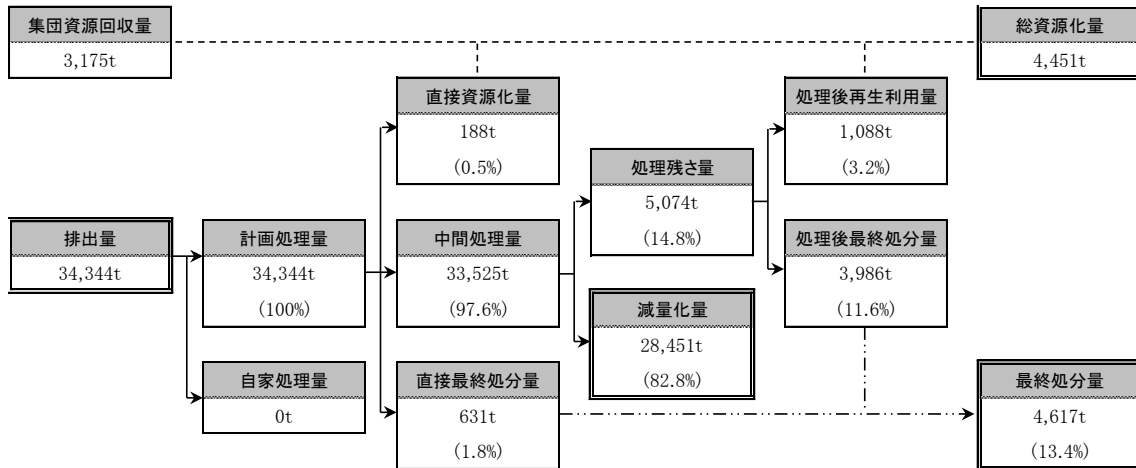 集団資源回収量
3,175t
総資源化量
4,451t
直接資源化量
188t
(0.5%)
処理後再生利用量
1,088t
(3.2%)
処理残さ量
5,074t
(14.8%)
排出量
34,344t
計画処理量
34,344t
(100%)
中間処理量
33,525t
(97.6%)
処理後最終処分量
3,986t
(11.6%)
減量化量
28,451t
(82.8%)
自家処理量
0t
直接最終処分量
631t
(1.8%)
最終処分量
4,617t
(13.4%)